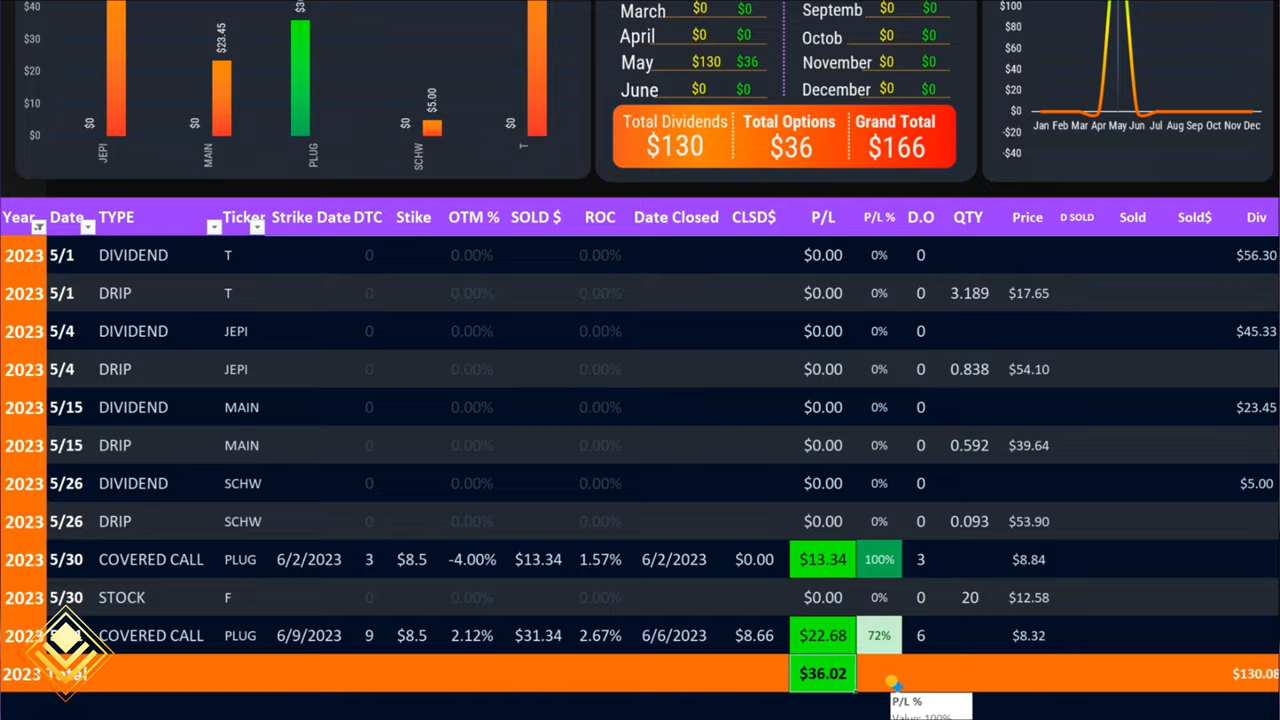 $40
$30
$20
$10
$0
$0
$23.45
$0
$5.00
$0
$0
JEPI
MAIN
PLUG
SCHW
T
March $0 $0
April $0 $0
May $130 $36
June $0 $0
Septemb $0 $0
Octob $0 $0
November $0 $0
December $0 $0
Total Dividends Total Options Grand Total
$130 $36 $166
$100
$80
$60
$40
$20
$0
-$20
-$40
Jan Feb Mar Apr May Jun Jul Aug Sep Oct Nov Dec
Year Date TYPE Ticker Strike Date DTC Stike OTM % SOLD $ ROC Date Closed CLSD$ P/L P/L % D.O QTY Price D SOLD Sold Sold$ Div
2023 5/1 DIVIDEND T 0 0.00% 0.00% $0.00 0% 0 $56.30
2023 5/1 DRIP T 0 0.00% 0.00% $0.00 0% 0 3.189 $17.65
2023 5/4 DIVIDEND JEPI 0 0.00% 0.00% $0.00 0% 0 $45.33
2023 5/4 DRIP JEPI 0 0.00% 0.00% $0.00 0% 0 0.838 $54.10
2023 5/15 DIVIDEND MAIN 0 0.00% 0.00% $0.00 0% 0 $23.45
2023 5/15 DRIP MAIN 0 0.00% 0.00% $0.00 0% 0 0.592 $39.64
2023 5/26 DIVIDEND SCHW 0 0.00% 0.00% $0.00 0% 0 $5.00
2023 5/26 DRIP SCHW 0 0.00% 0.00% $0.00 0% 0 0.093 $53.90
2023 5/30 COVERED CALL PLUG 6/2/2023 3 $8.5 -4.00% $13.34 1.57% 6/2/2023 $0.00 $13.34 100% 3 $8.84
2023 5/30 STOCK F 0 0.00% 0.00% $0.00 0% 0 20 $12.58
2023 COVERED CALL PLUG 6/9/2023 9 $8.5 2.12% $31.34 2.67% 6/6/2023 $8.66 $22.68 72% 6 $8.32
2023 Total $36.02 $130.08
P/L %
Value: 100%